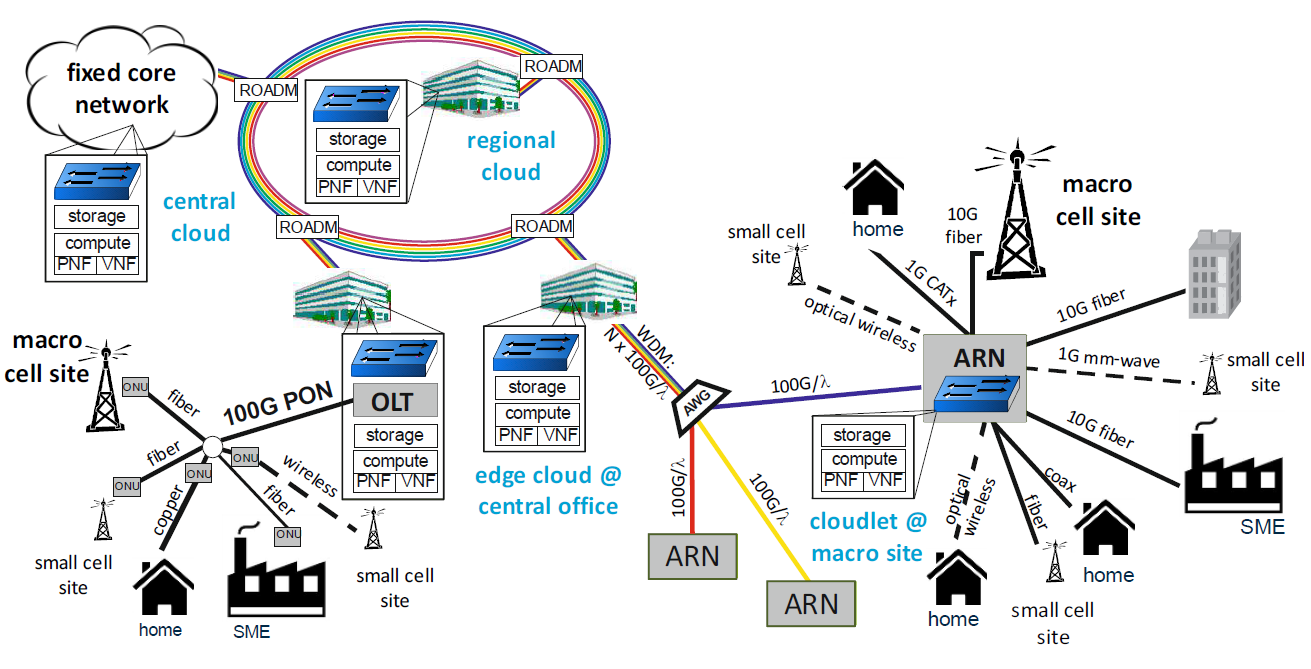 fixed core
network
storage
compute
PNF VNF
central
cloud
ROADM
ROADM
ROADM
ROADM
storage
compute
PNF VNF
regional
cloud
macro
cell site
ONU
fiber
100G PON
OLT
storage
compute
PNF VNF
fiber
ONU
ONU
ONU
wireless
copper
fiber
ONU
small cell
site
home
SME
small cell
site
storage
compute
PNF VNF
edge cloud @
central office
WDM:
N x 100G/λ
AWG
100G/λ
100G/λ
100G/λ
ARN
ARN
ARN
storage
compute
PNF VNF
cloudlet @
macro site
small cell
site
optical wireless
home
1G CATx
10G
fiber
macro
cell site
10G fiber
1G mm-wave
small cell
site
10G fiber
SME
coax
home
fiber
small cell
site
optical
wireless
home